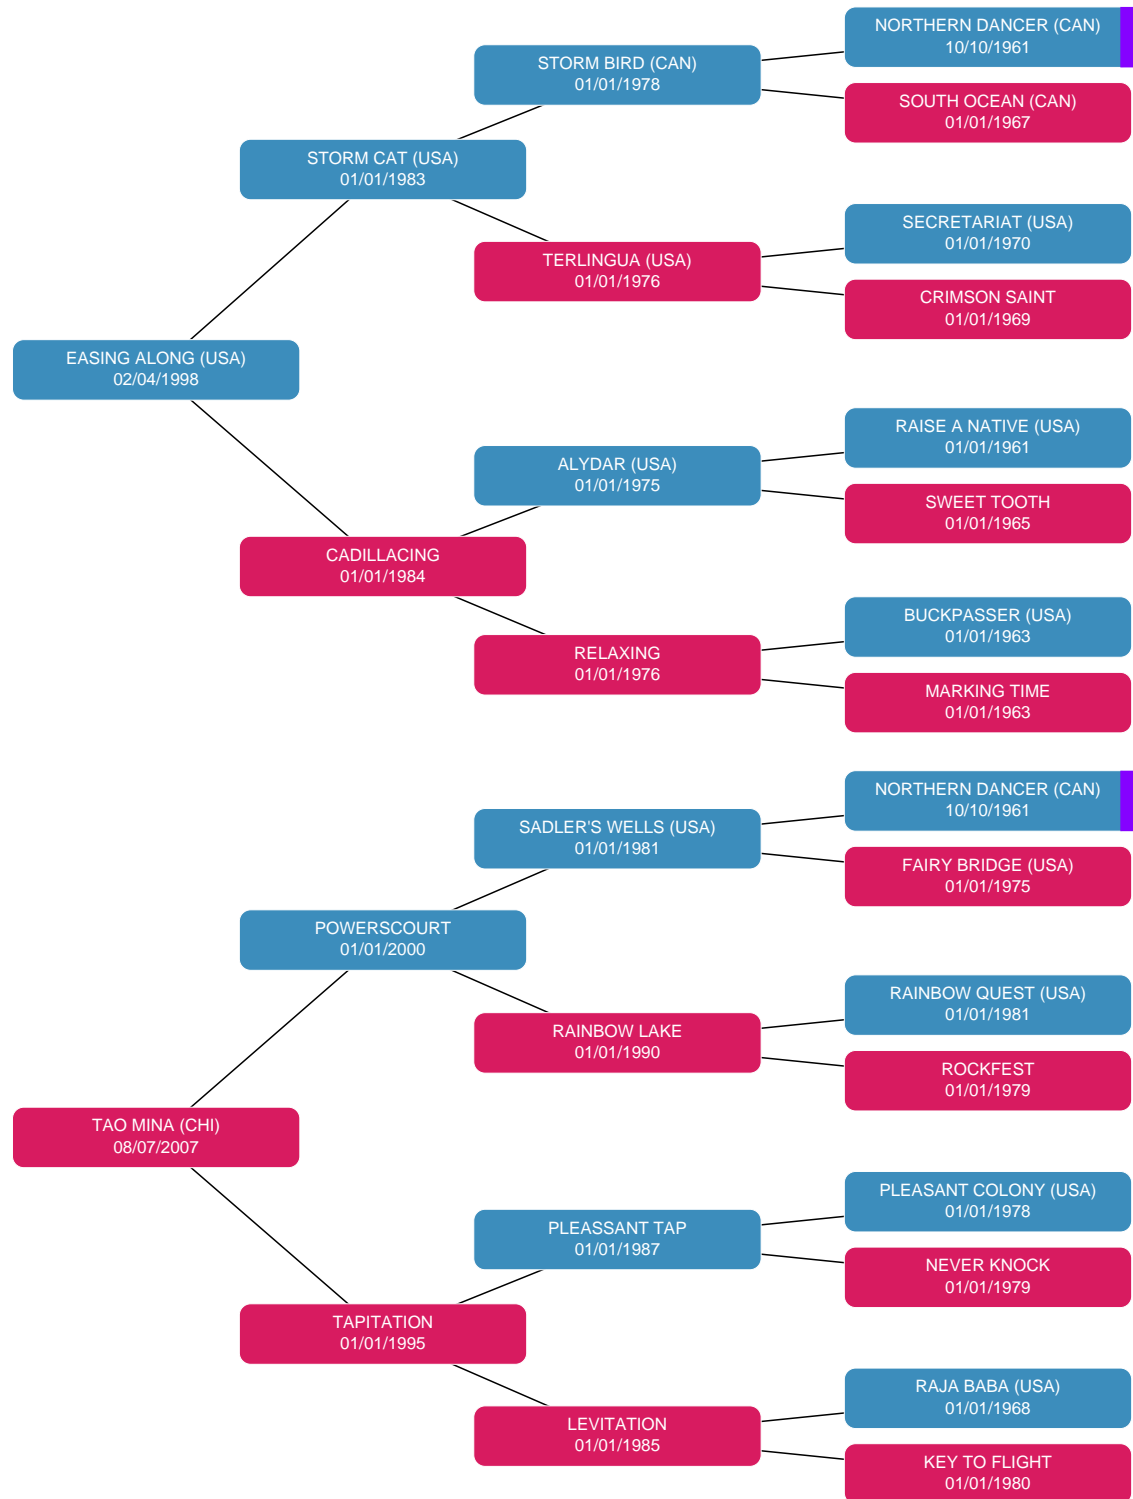 NORTHERN DANCER (CAN)
10/10/1961
STORM BIRD (CAN)
01/01/1978
SOUTH OCEAN (CAN)
01/01/1967
STORM CAT (USA)
01/01/1983
SECRETARIAT (USA)
01/01/1970
TERLINGUA (USA)
01/01/1976
CRIMSON SAINT
01/01/1969
EASING ALONG (USA)
02/04/1998
RAISE A NATIVE (USA)
01/01/1961
ALYDAR (USA)
01/01/1975
SWEET TOOTH
01/01/1965
CADILLACING
01/01/1984
BUCKPASSER (USA)
01/01/1963
RELAXING
01/01/1976
MARKING TIME
01/01/1963
NORTHERN DANCER (CAN)
10/10/1961
SADLER'S WELLS (USA)
01/01/1981
FAIRY BRIDGE (USA)
01/01/1975
POWERSCOURT
01/01/2000
RAINBOW QUEST (USA)
01/01/1981
RAINBOW LAKE
01/01/1990
ROCKFEST
01/01/1979
TAO MINA (CHI)
08/07/2007
PLEASANT COLONY (USA)
01/01/1978
PLEASSANT TAP
01/01/1987
NEVER KNOCK
01/01/1979
TAPITATION
01/01/1995
RAJA BABA (USA)
01/01/1968
LEVITATION
01/01/1985
KEY TO FLIGHT
01/01/1980